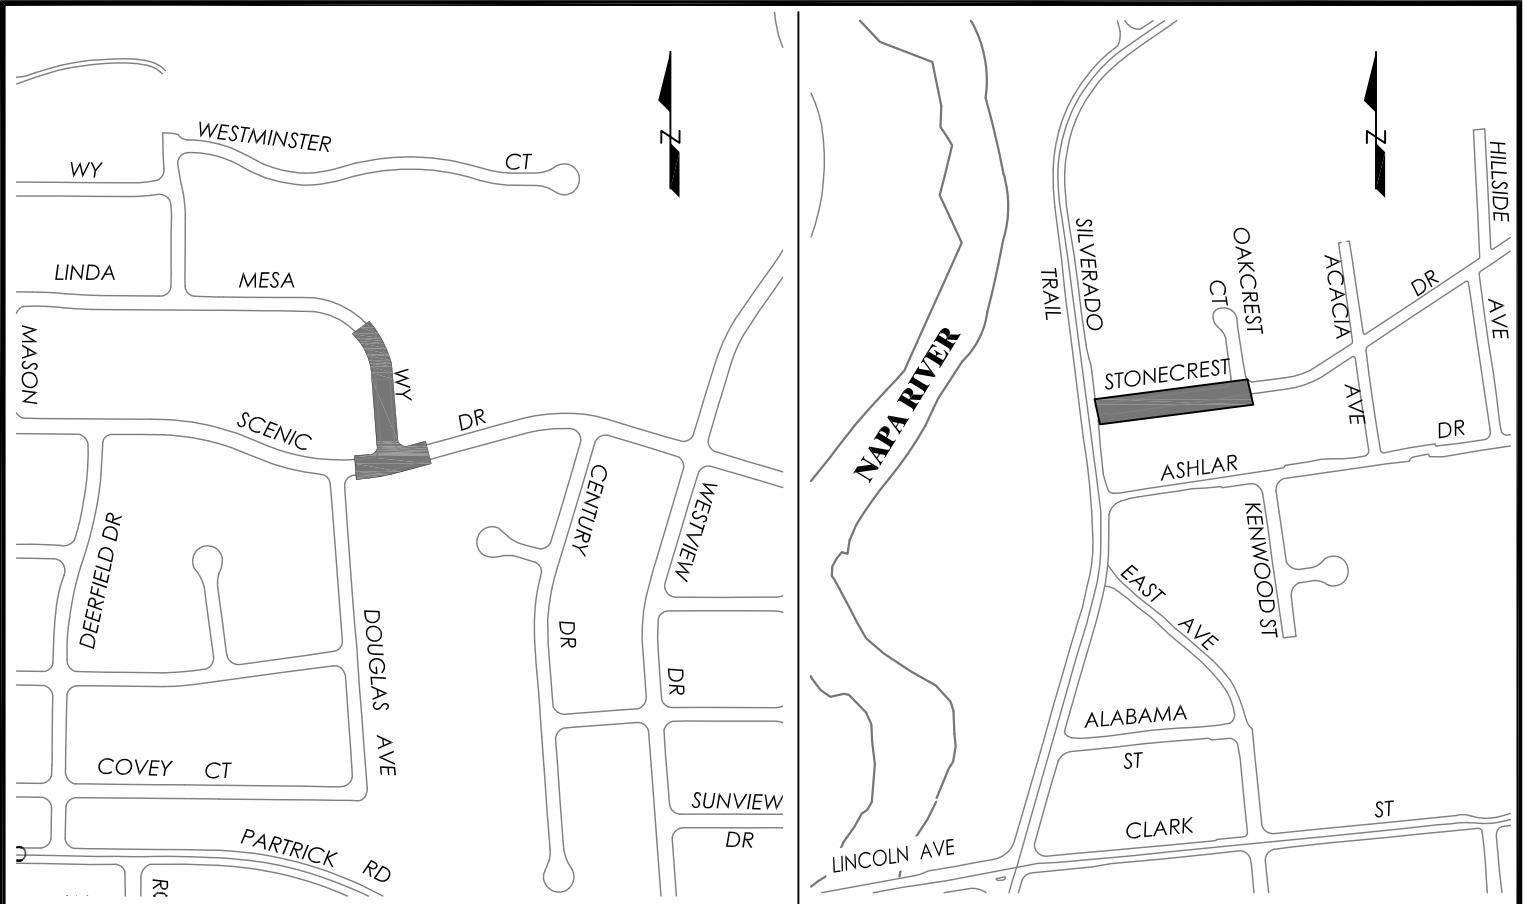 WESTMINSTER
CT
WY
LINDA
MESA
WY
MASON
SCENIC
DR
CENTURY
DR
WESTVIEW
DR
DEERFIELD DR
DOUGLAS
AVE
COVEY CT
SUNVIEW
DR
PARTRICK RD
N
N
HILLSIDE
AVE
SILVERADO
TRAIL
OAKCREST
CT
ACACIA
AVE
STONECREST
DR
NAPA RIVER
ASHLAR
DR
KENWOOD ST
EAST AVE
ALABAMA
ST
CLARK
ST
LINCOLN AVE